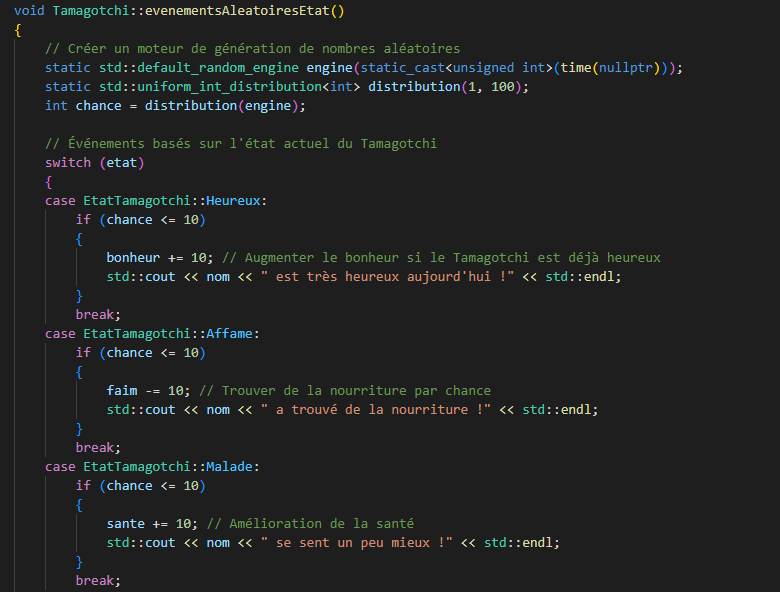 void Tamagotchi::evenementsAleatoiresEtat()
{
// Créer un moteur de génération de nombres aléatoires
static std::default_random_engine engine(static_cast<unsigned int>(time(nullptr)));
static std::uniform_int_distribution<int> distribution(1, 100);
int chance = distribution(engine);
// Événements basés sur l'état actuel du Tamagotchi
switch (etat)
{
case EtatTamagotchi::Heureux:
if (chance <= 10)
{
bonheur += 10; // Augmenter le bonheur si le Tamagotchi est déjà heureux
std::cout << nom << " est très heureux aujourd'hui !" << std::endl;
}
break;
case EtatTamagotchi::Affame:
if (chance <= 10)
{
faim -= 10; // Trouver de la nourriture par chance
std::cout << nom << " a trouvé de la nourriture !" << std::endl;
}
break;
case EtatTamagotchi::Malade:
if (chance <= 10)
{
sante += 10; // Amélioration de la santé
std::cout << nom << " se sent un peu mieux !" << std::endl;
}
break;